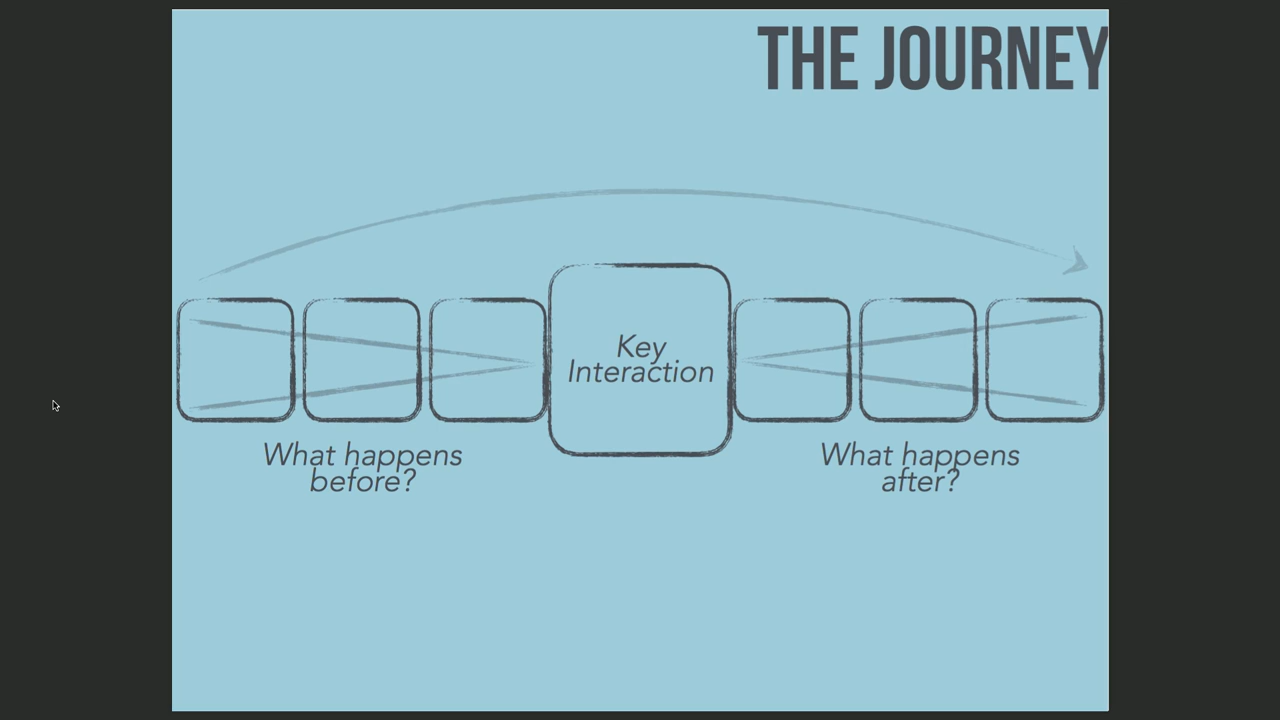 THE JOURNEY
Key
Interaction
What happens
before?
What happens
after?